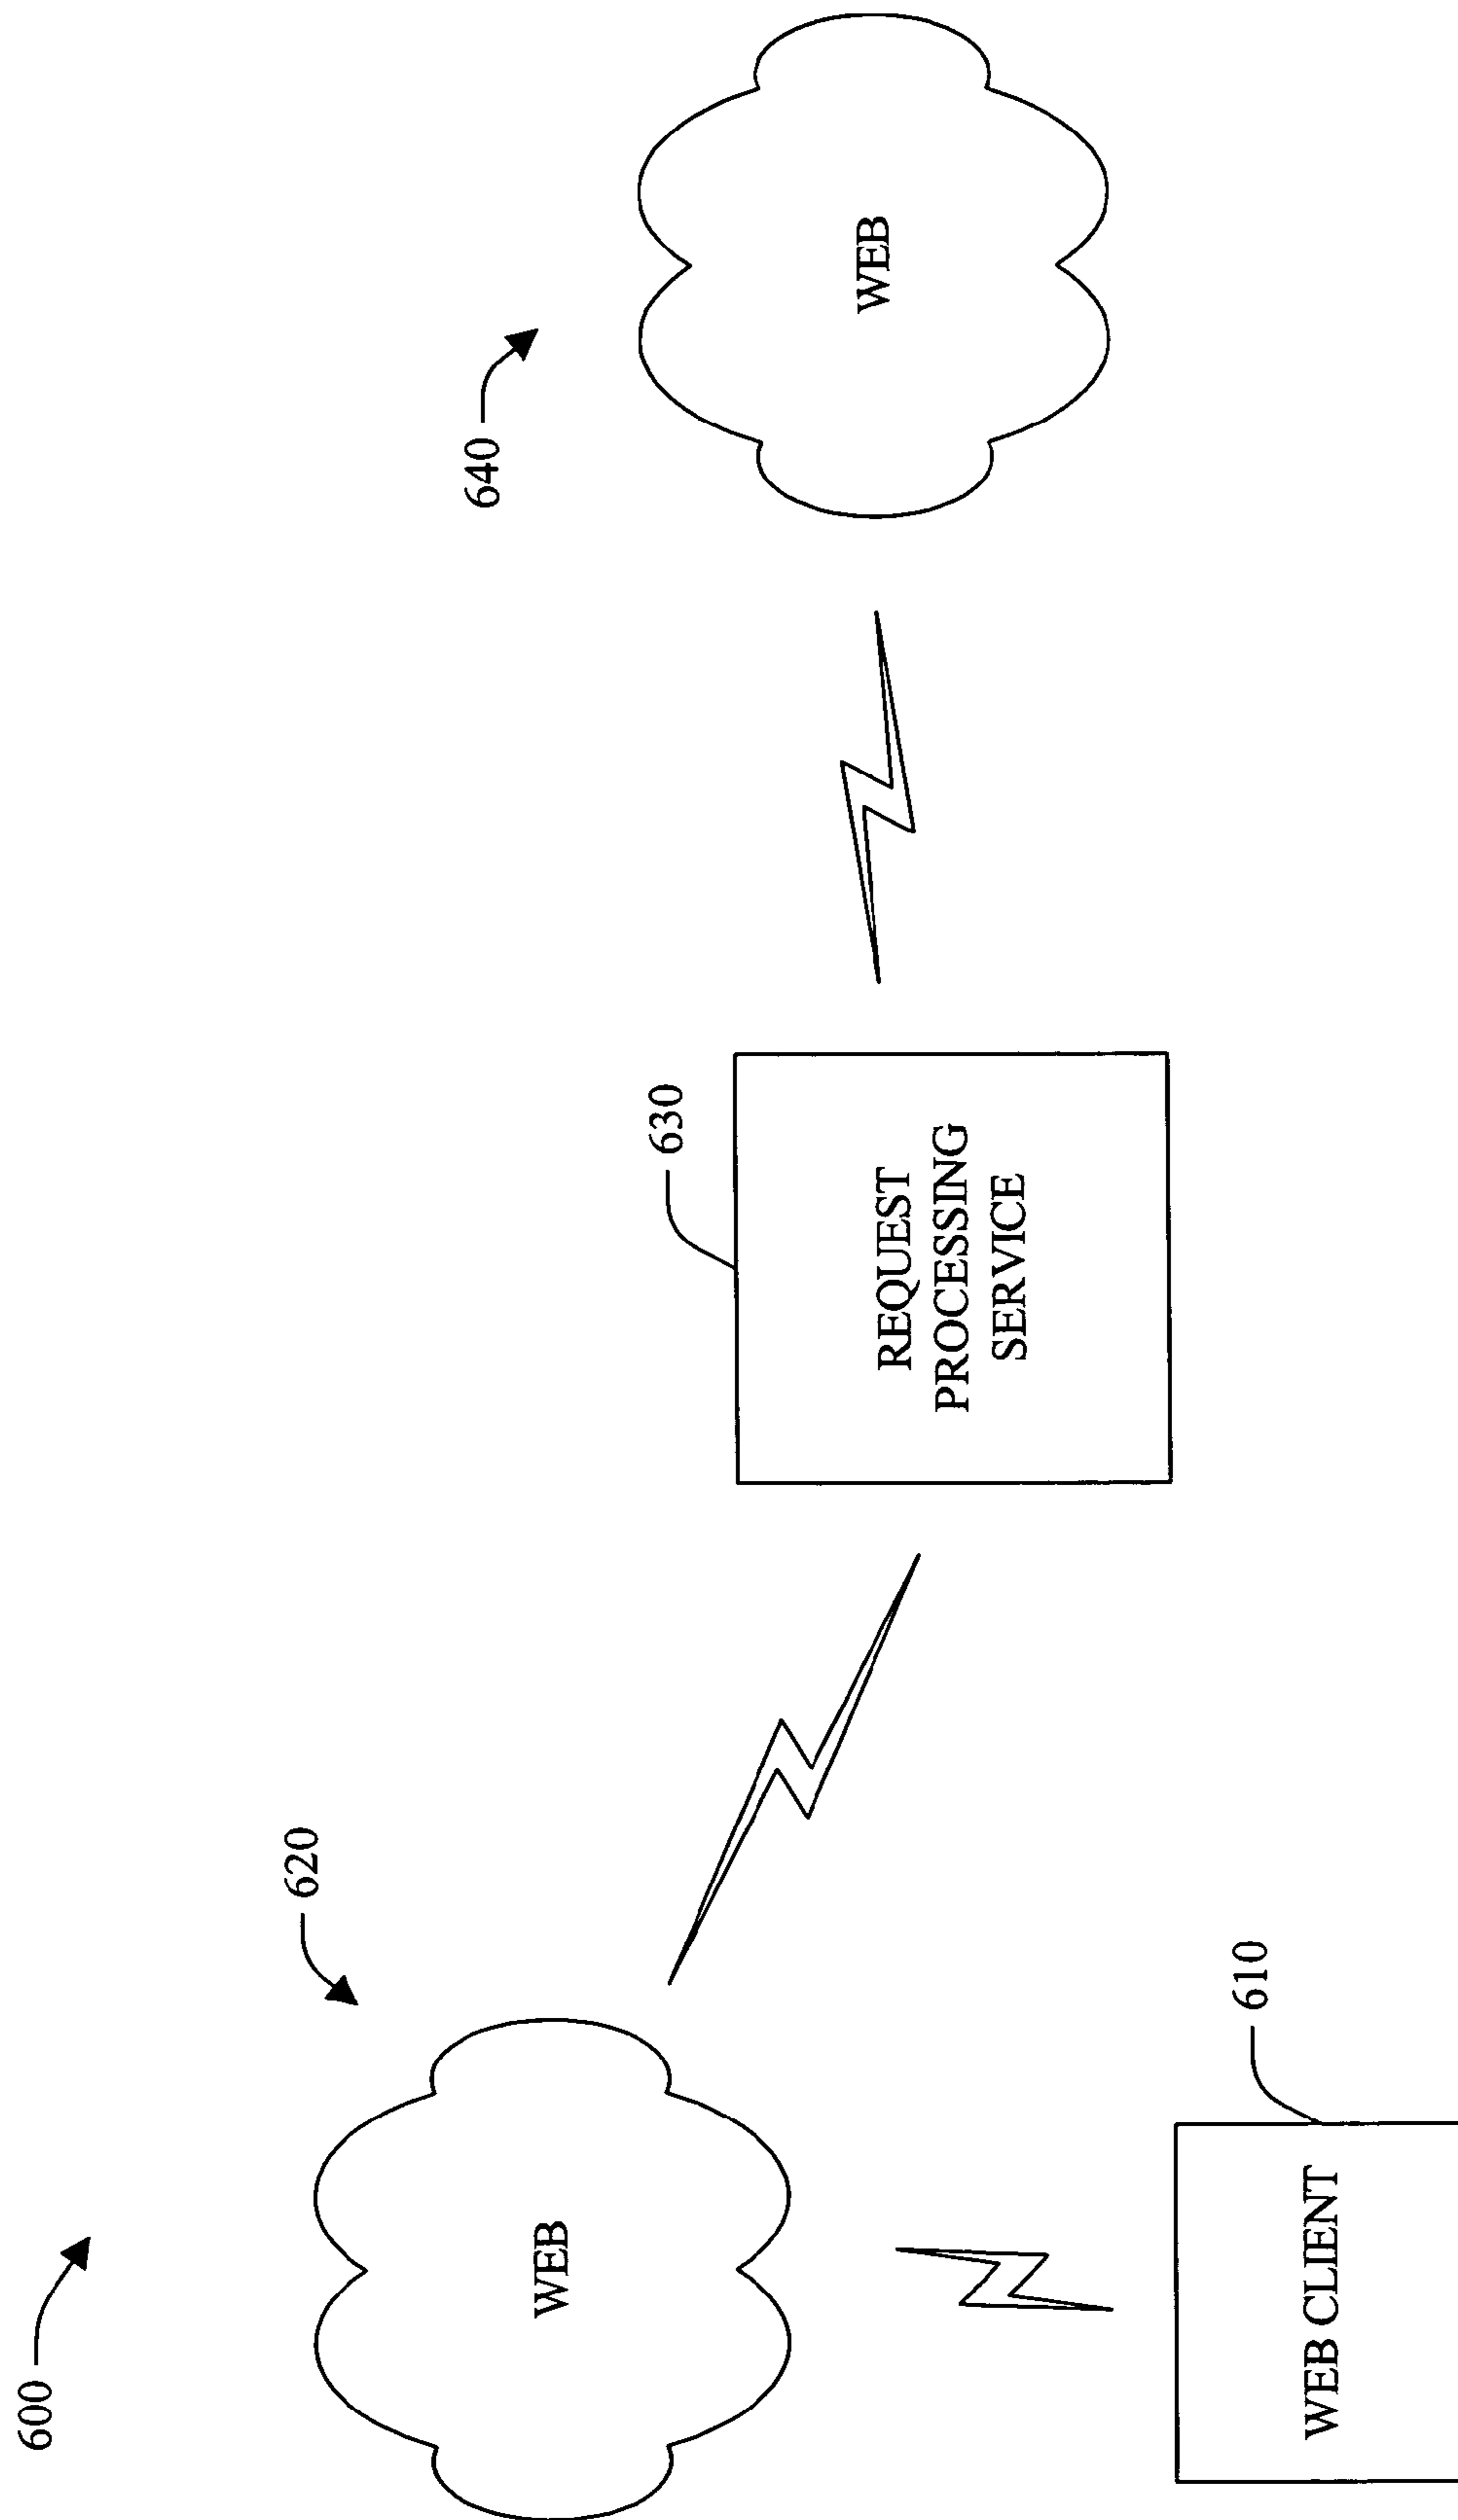 600
620
WEB
640
WEB
630
REQUEST
PROCESSING
SERVICE
610
WEB CLIENT